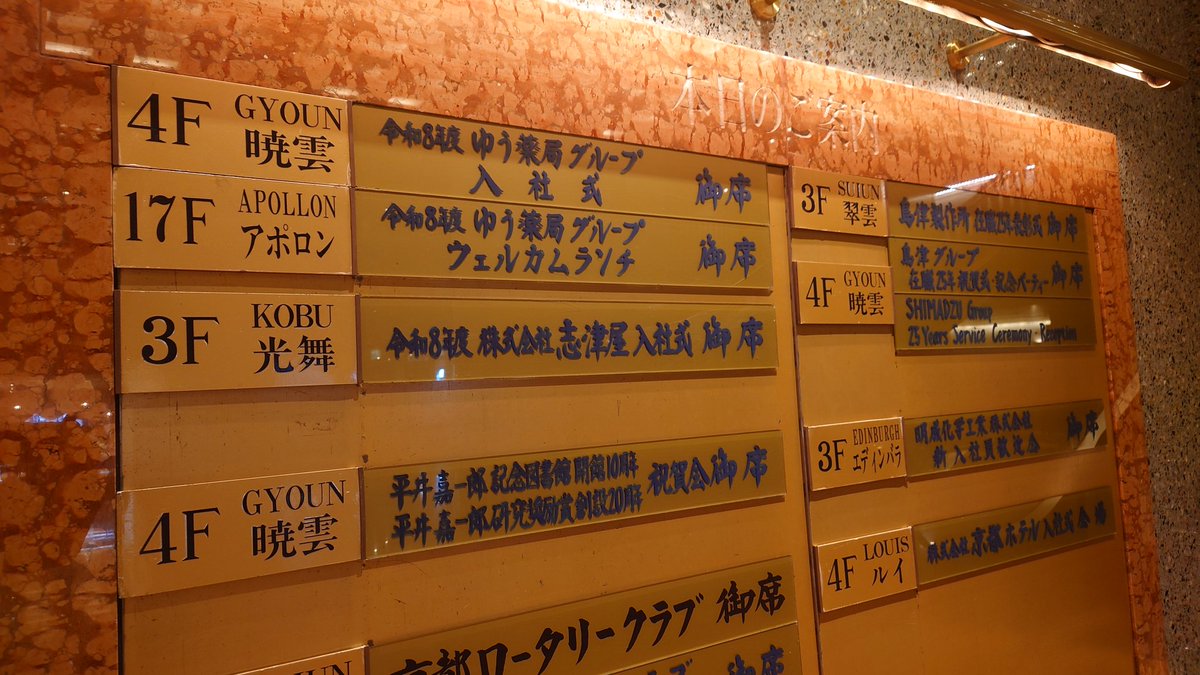 本日のご案内
4F GYOUN 暁雲
令和8年度 ゆう薬局グループ
入社式 御席
17F APOLLON アポロン
令和8年度 ゆう薬局グループ
ウェルカムランチ 御席
3F KOBU 光舞
令和8年度 株式会社志津屋入社式 御席
4F GYOUN 暁雲
平井嘉一郎記念図書館開館10周年
平井嘉一郎研究奨励賞創設20周年
祝賀会御席
京都ロータリークラブ 御席
GYOUN
御席
3F SUIUN 翠雲
島津製作所 在職25年表彰式 御席
4F GYOUN 暁雲
島津グループ
在職25年祝賀式・記念パーティー 御席
SHIMADZU Group
25 Years Service Ceremony Reception
3F EDINBURGH エディンバラ
明成化学工業株式会社
新入社員歓迎会 御席
4F LOUIS ルイ
株式会社京都ホテル入社式会場